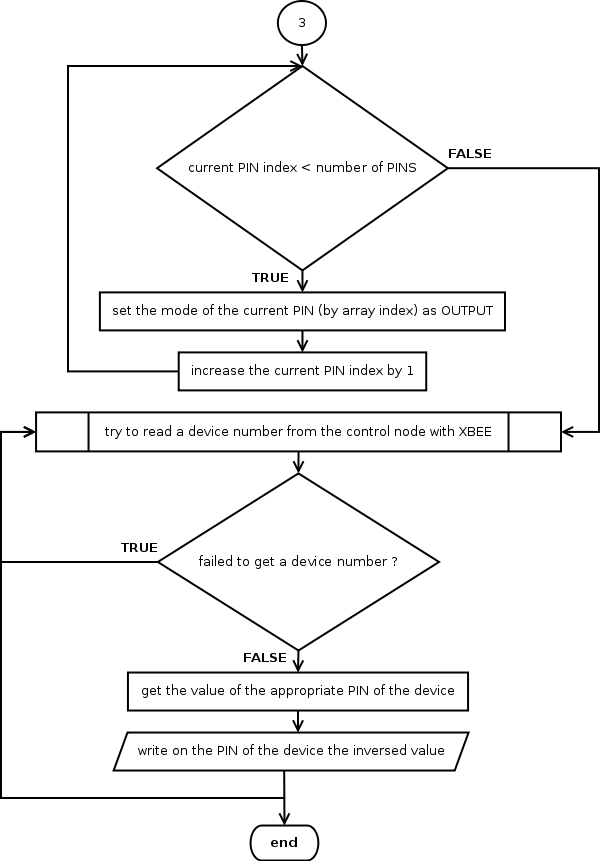 3
current PIN index < number of PINS
FALSE
TRUE
set the mode of the current PIN (by array index) as OUTPUT
increase the current PIN index by 1
try to read a device number from the control node with XBEE
TRUE
failed to get a device number ?
FALSE
get the value of the appropriate PIN of the device
write on the PIN of the device the inversed value
end